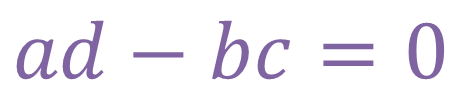 ad − bc = 0